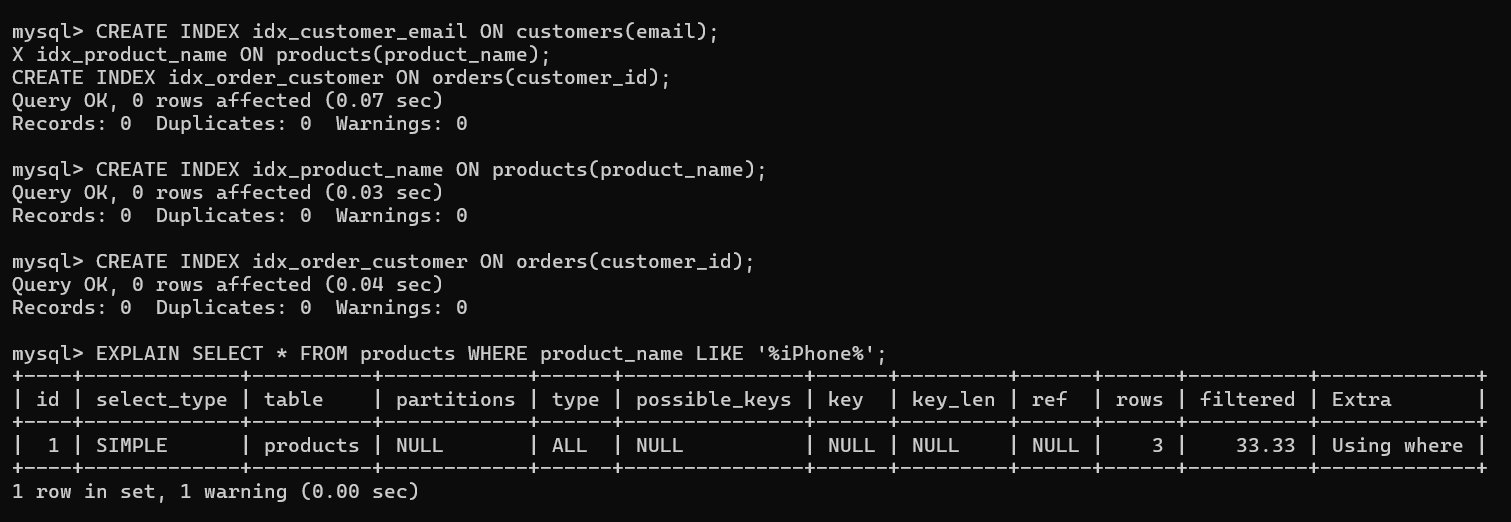 mysql> CREATE INDEX idx_customer_email ON customers(email);
X idx_product_name ON products(product_name);
CREATE INDEX idx_order_customer ON orders(customer_id);
Query OK, 0 rows affected (0.07 sec)
Records: 0  Duplicates: 0  Warnings: 0

mysql> CREATE INDEX idx_product_name ON products(product_name);
Query OK, 0 rows affected (0.03 sec)
Records: 0  Duplicates: 0  Warnings: 0

mysql> CREATE INDEX idx_order_customer ON orders(customer_id);
Query OK, 0 rows affected (0.04 sec)
Records: 0  Duplicates: 0  Warnings: 0

mysql> EXPLAIN SELECT * FROM products WHERE product_name LIKE '%iPhone%';
+----+-------------+----------+------------+------+---------------+------+---------+------+------+----------+-------------+
| id | select_type | table    | partitions | type | possible_keys | key  | key_len | ref  | rows | filtered | Extra       |
+----+-------------+----------+------------+------+---------------+------+---------+------+------+----------+-------------+
|  1 | SIMPLE      | products | NULL       | ALL  | NULL          | NULL | NULL    | NULL |    3 |    33.33 | Using where |
+----+-------------+----------+------------+------+---------------+------+---------+------+------+----------+-------------+
1 row in set, 1 warning (0.00 sec)